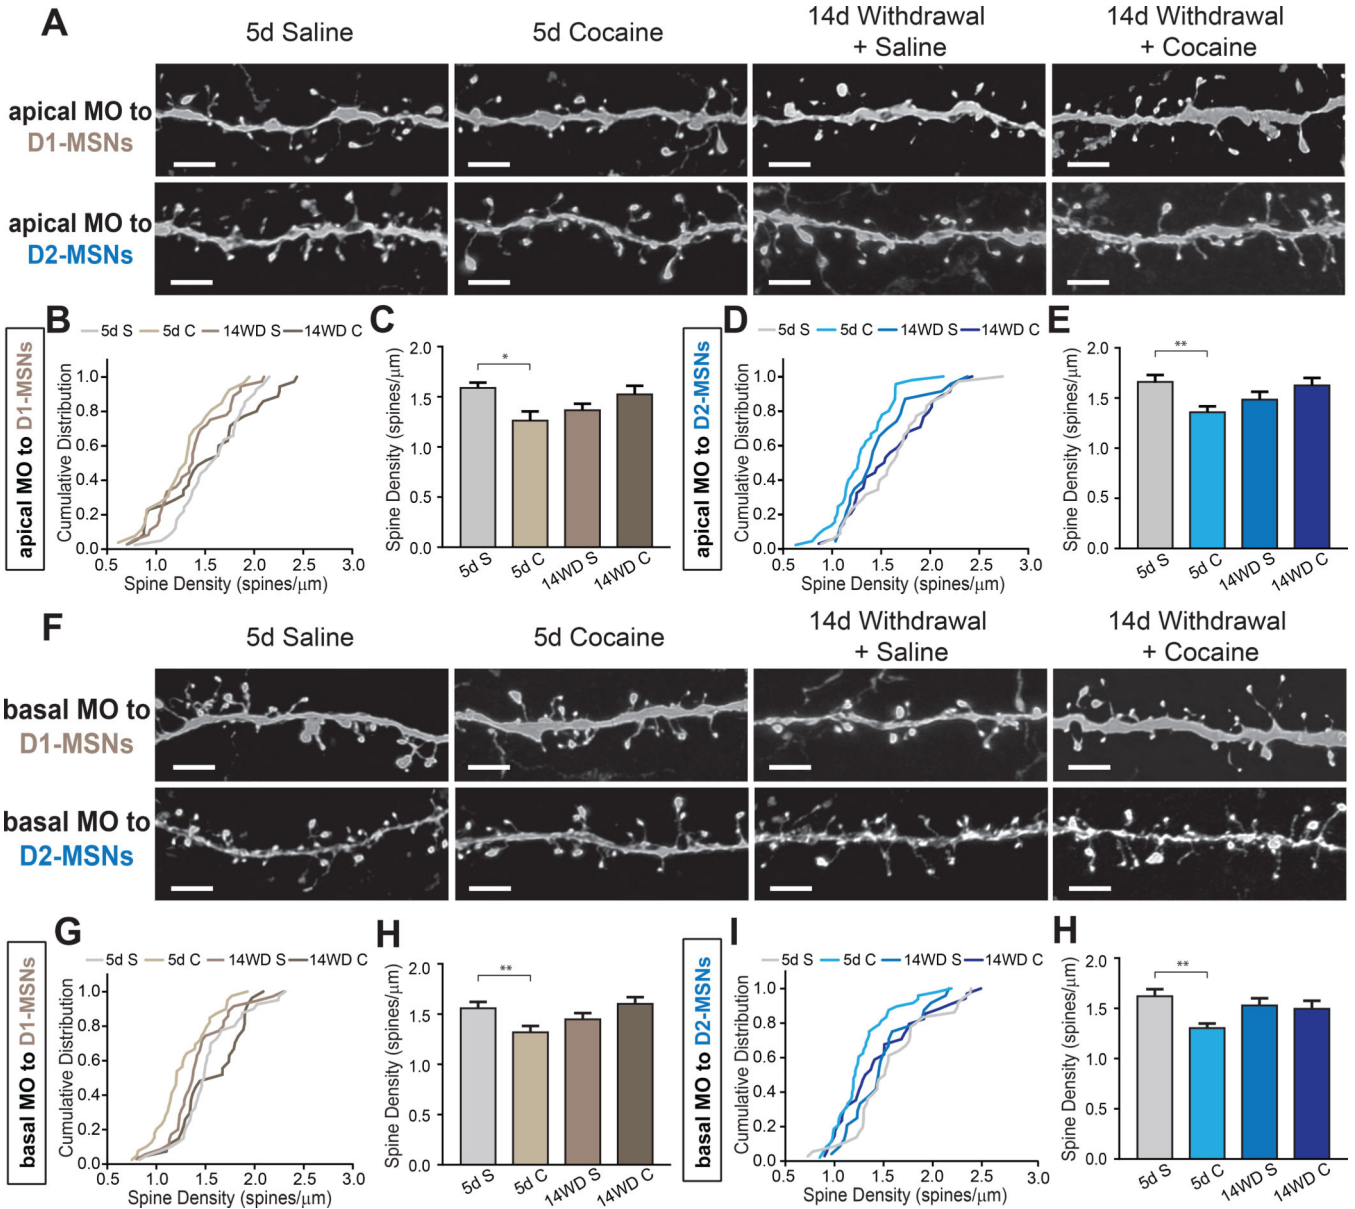 A
5d Saline
5d Cocaine
14d Withdrawal
+ Saline
14d Withdrawal
+ Cocaine
apical MO to
D1-MSNs
apical MO to
D2-MSNs
apical MO to D1-MSNs
B
5d S
5d C
14WD S
14WD C
Cumulative Distribution
1.0
0.8
0.6
0.4
0.2
0.0
0.5
1.0
1.5
2.0
2.5
3.0
Spine Density (spines/µm)
C
Spine Density (spines/µm)
2.0
1.5
1.0
0.5
0.0
*
5d S
5d C
14WD S
14WD C
apical MO to D2-MSNs
D
5d S
5d C
14WD S
14WD C
Cumulative Distribution
1.0
0.8
0.6
0.4
0.2
0.0
0.5
1.0
1.5
2.0
2.5
3.0
Spine Density (spines/µm)
E
Spine Density (spines/µm)
2.0
1.5
1.0
0.5
0.0
**
5d S
5d C
14WD S
14WD C
F
5d Saline
5d Cocaine
14d Withdrawal
+ Saline
14d Withdrawal
+ Cocaine
basal MO to
D1-MSNs
basal MO to
D2-MSNs
basal MO to D1-MSNs
G
5d S
5d C
14WD S
14WD C
Cumulative Distribution
1.0
0.8
0.6
0.4
0.2
0.0
0.5
1.0
1.5
2.0
2.5
3.0
Spine Density (spines/µm)
H
Spine Density (spines/µm)
2.0
1.5
1.0
0.5
0.0
**
5d S
5d C
14WD S
14WD C
basal MO to D2-MSNs
I
5d S
5d C
14WD S
14WD C
Cumulative Distribution
1.0
0.8
0.6
0.4
0.2
0.0
0.5
1.0
1.5
2.0
2.5
3.0
Spine Density (spines/µm)
H
Spine Density (spines/µm)
2.0
1.5
1.0
0.5
0.0
**
5d S
5d C
14WD S
14WD C